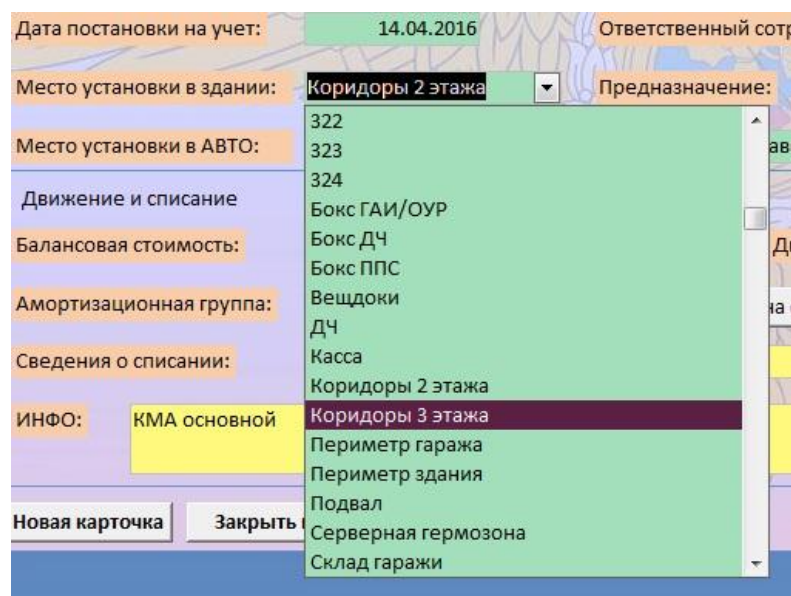 Дата постановки на учет: 14.04.2016 Ответственный сотр
Место установки в здании: Коридоры 2 этажа Предназначение:
Место установки в АВТО:
322
323
324
Бокс ГАИ/ОУР
Бокс ДЧ
Бокс ППС
Вещдоки
ДЧ
Касса
Коридоры 2 этажа
Коридоры 3 этажа
Периметр гаража
Периметр здания
Подвал
Серверная гермозона
Склад гаражи
Движение и списание
Балансовая стоимость:
Амортизационная группа:
Сведения о списании:
ИНФО: КМА основной
Новая карточка Закрыть